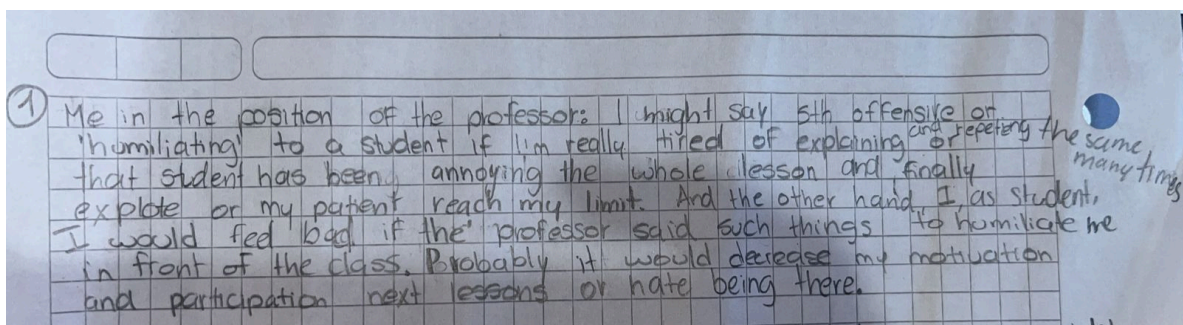 1 Me in the position of the professor: I might say sth offensive or
"humiliating" to a student if I'm really tired of explaining and repeteng the same, many times or
that student has been annoying the whole lesson and finally
explote or my patient reach my limit. And the other hand, I, as student,
I would feel bad if the professor said such things to humiliate me
in front of the class. Probably it would decrease my motivation
and participation next lessons or hate being there.